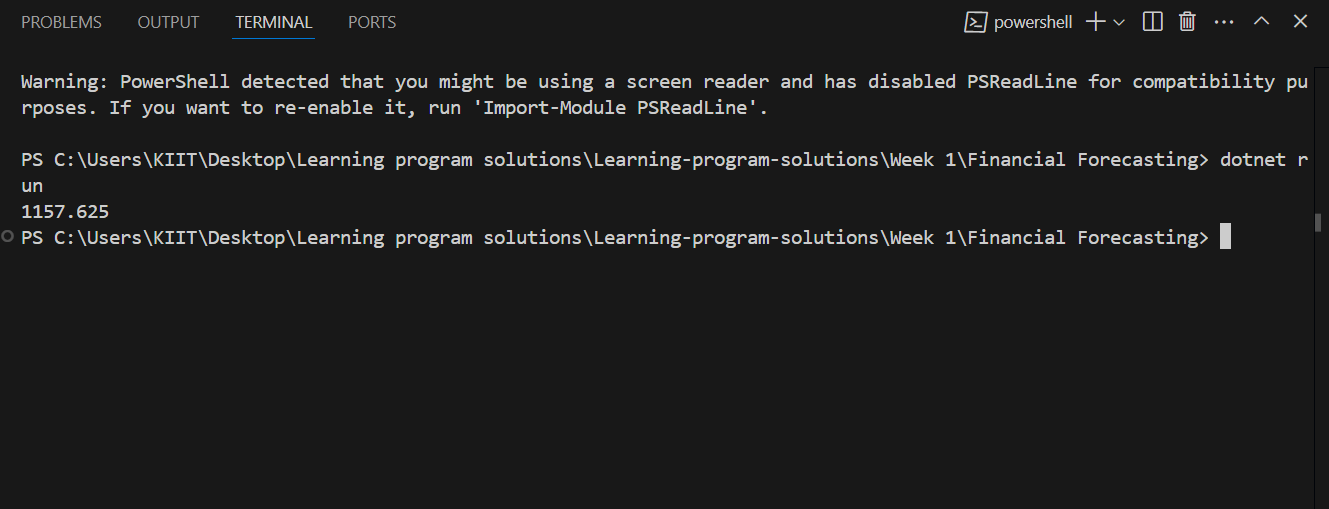 PROBLEMS OUTPUT TERMINAL PORTS powershell
Warning: PowerShell detected that you might be using a screen reader and has disabled PSReadLine for compatibility pu
rposes. If you want to re-enable it, run 'Import-Module PSReadLine'.
PS C:\Users\KIIT\Desktop\Learning program solutions\Learning-program-solutions\Week 1\Financial Forecasting> dotnet r
un
1157.625
PS C:\Users\KIIT\Desktop\Learning program solutions\Learning-program-solutions\Week 1\Financial Forecasting>